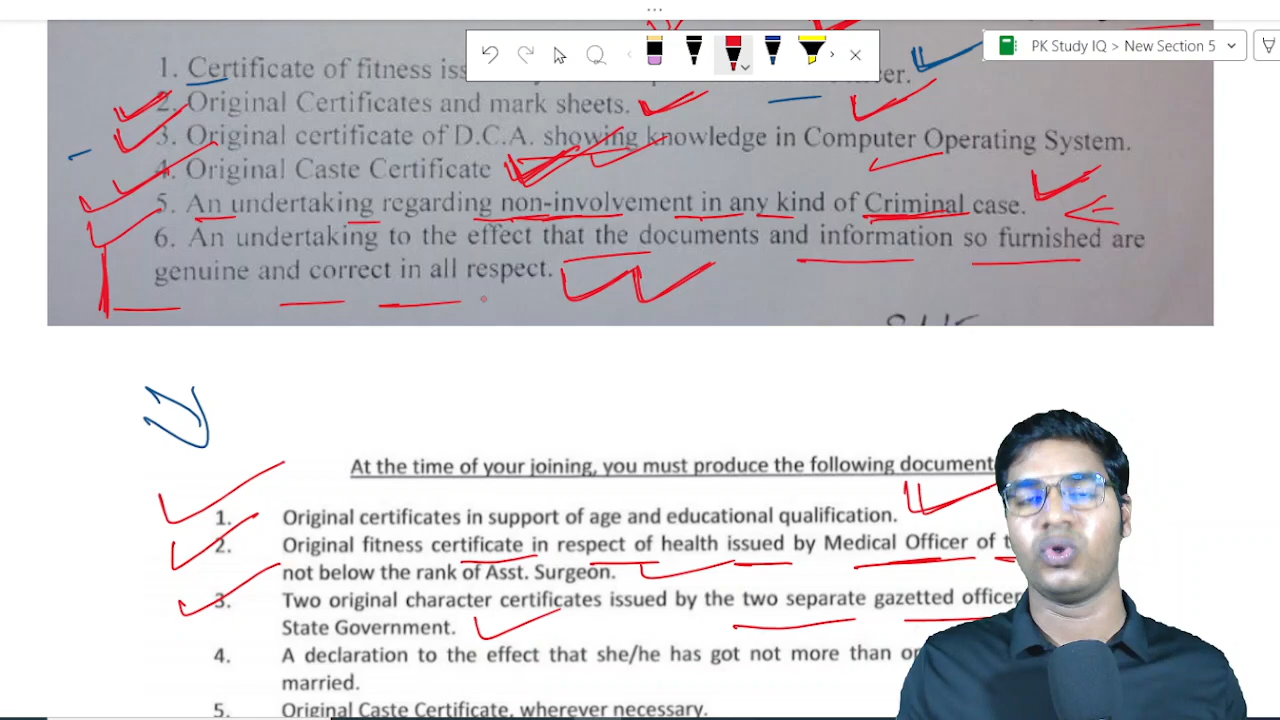 PK Study IQ > New Section 5
1. Certificate of fitness iss
er.
2. Original Certificates and mark sheets.
3. Original certificate of D.C.A. showing knowledge in Computer Operating System.
4. Original Caste Certificate
5. An undertaking regarding non-involvement in any kind of Criminal case.
6. An undertaking to the effect that the documents and information so furnished are
genuine and correct in all respect.
At the time of your joining, you must produce the following document
1. Original certificates in support of age and educational qualification.
2. Original fitness certificate in respect of health issued by Medical Officer of t
not below the rank of Asst. Surgeon.
3. Two original character certificates issued by the two separate gazetted officer
State Government.
4. A declaration to the effect that she/he has got not more than or
married.
5. Original Caste Certificate, wherever necessary.